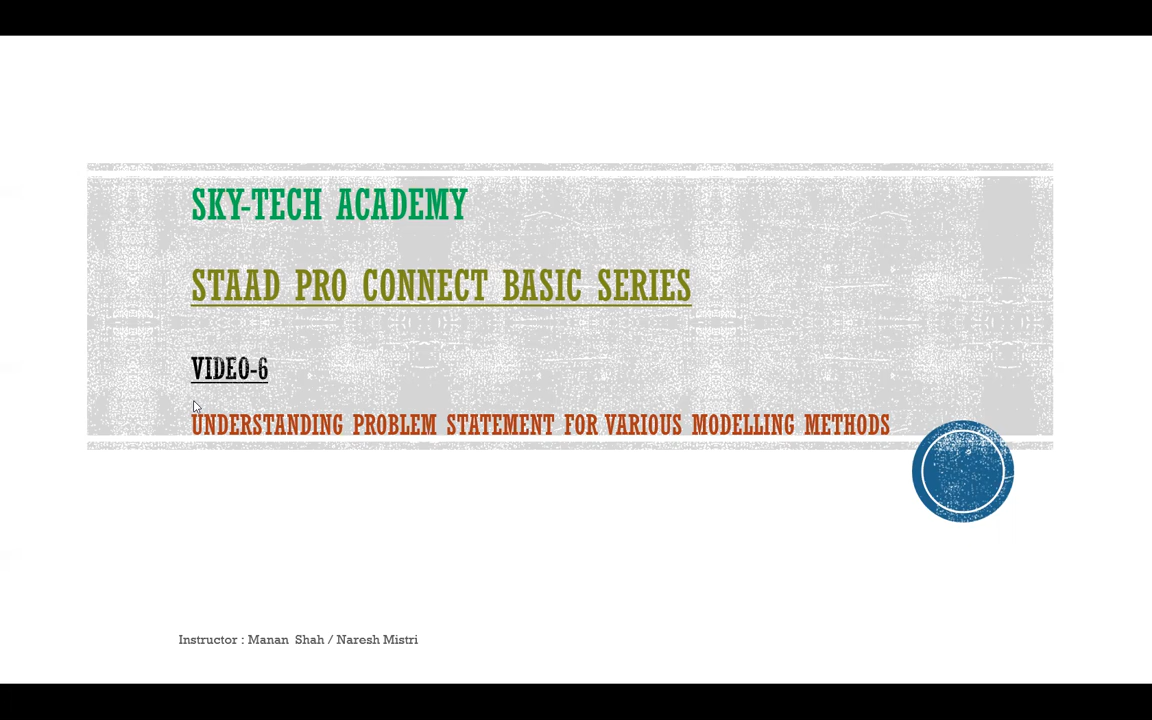 SKY-TECH ACADEMY
STAAD PRO CONNECT BASIC SERIES
VIDEO-6
UNDERSTANDING PROBLEM STATEMENT FOR VARIOUS MODELLING METHODS
Instructor : Manan Shah / Naresh Mistri